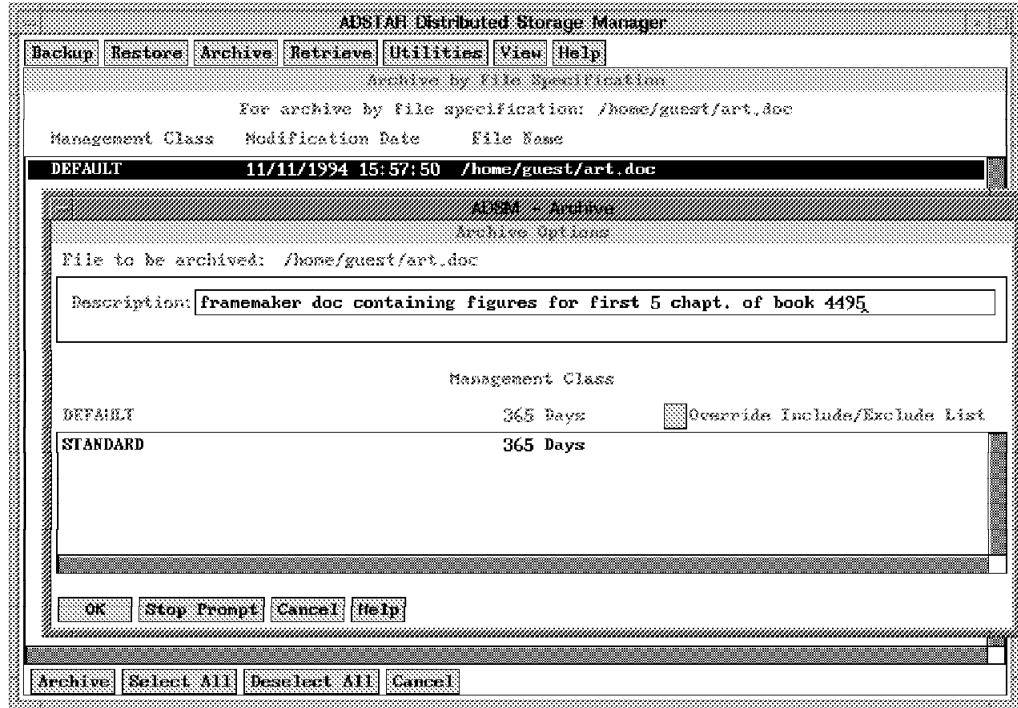 ADSTAR Distributed Storage Manager
Backup Restore Archive Retrieve Utilities View Help
Archive by File Specification
For archive by file specification: /home/guest/art.doc
Management Class Modification Date File Name
DEFAULT 11/11/1994 15:57:50 /home/guest/art.doc
ADSM - Archive
Archive Options
File to be archived: /home/guest/art.doc
Description: framemaker doc containing figures for first 5 chapt. of book 4495
Management Class
DEFAULT 365 Days Override Include/Exclude List
STANDARD 365 Days
OK Stop Prompt Cancel Help
Archive Select All Deselect All Cancel